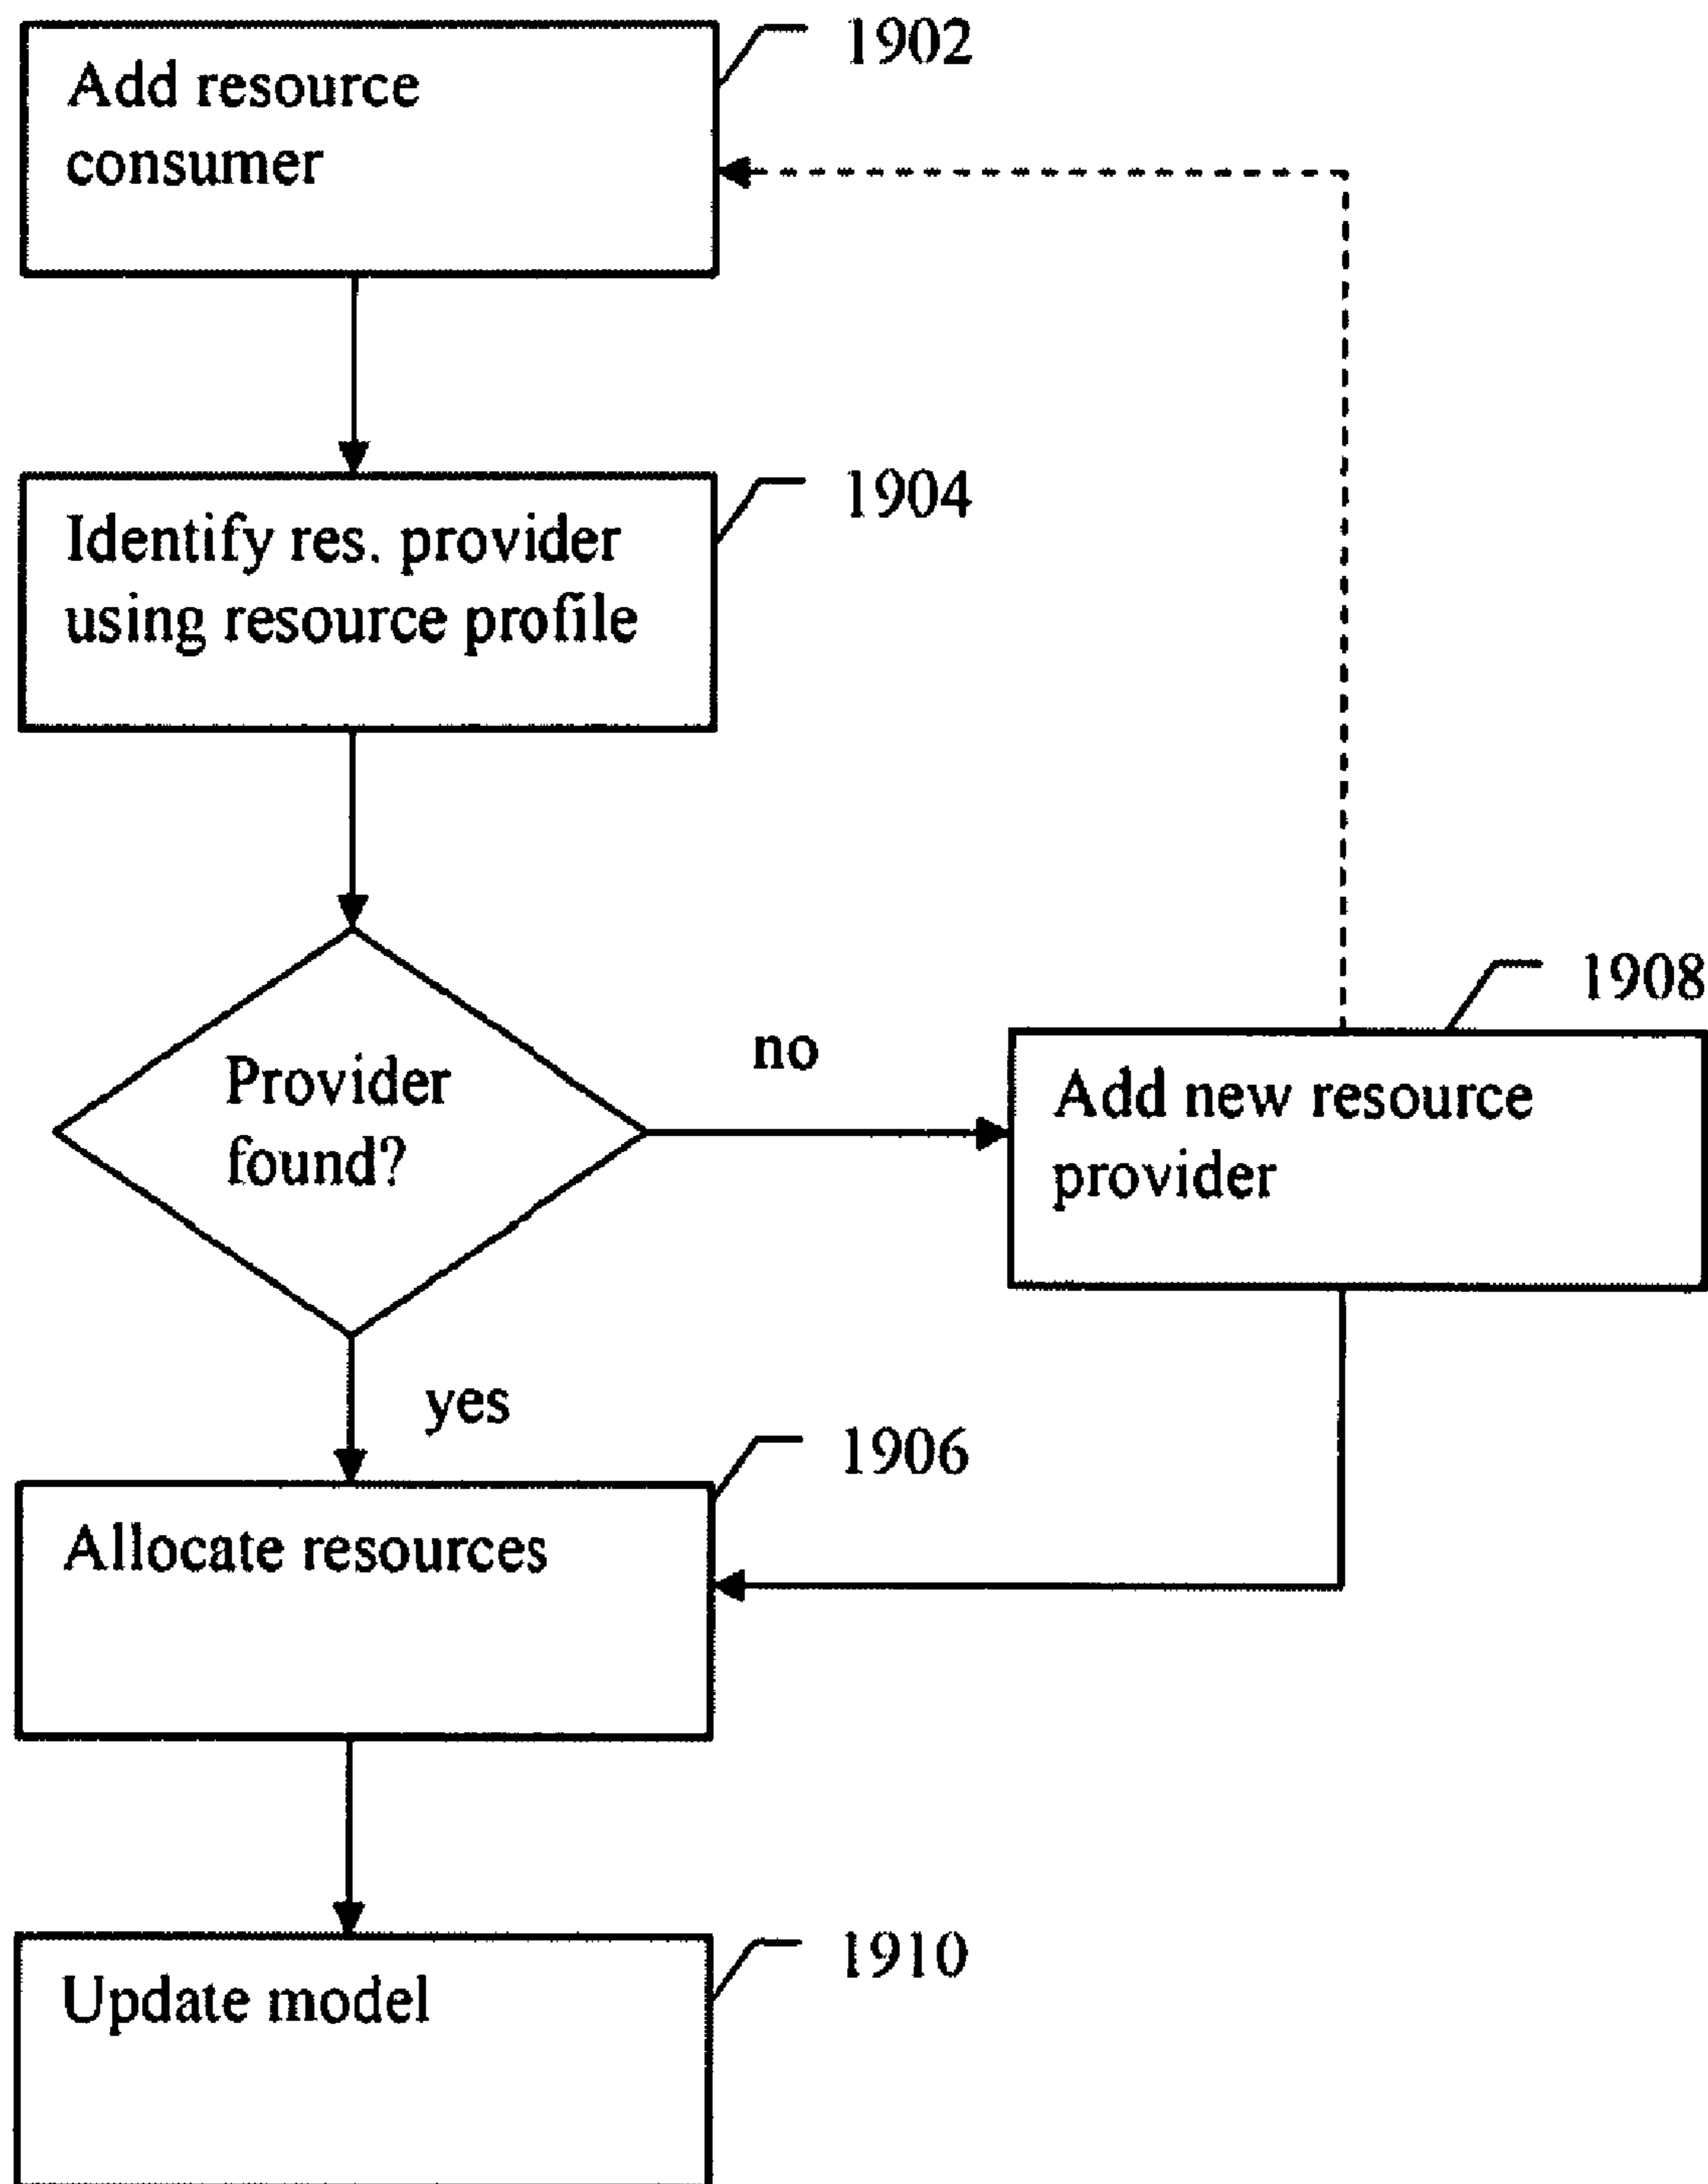 1902
Add resource
consumer
1904
Identify res. provider
using resource profile
Provider
found?
no
1908
Add new resource
provider
yes
1906
Allocate resources
1910
Update model